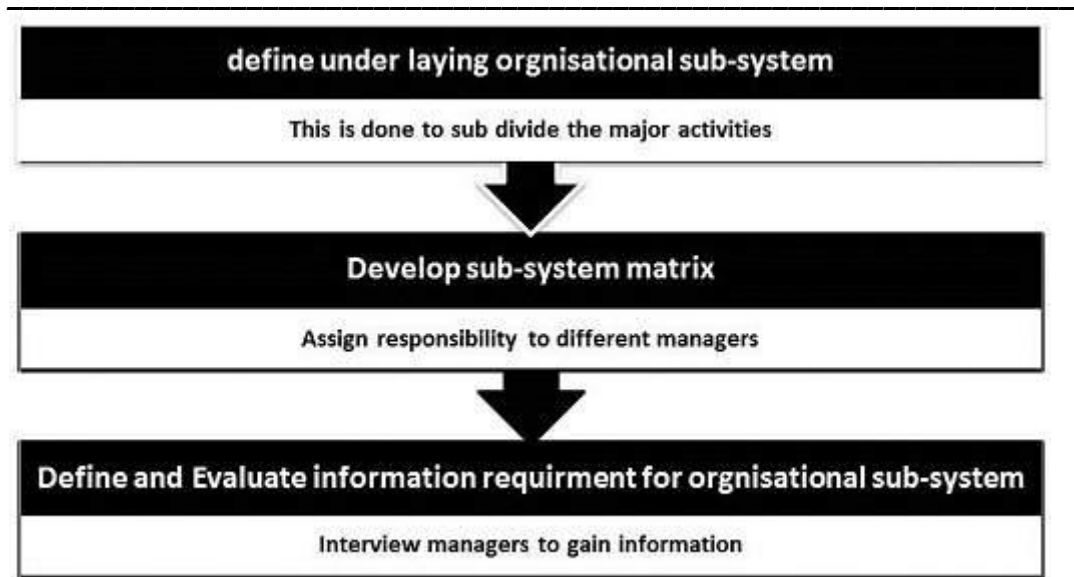 define under laying orgnisational sub-system
This is done to sub divide the major activities
Develop sub-system matrix
Assign responsibility to different managers
Define and Evaluate information requirment for orgnisational sub-system
Interview managers to gain information